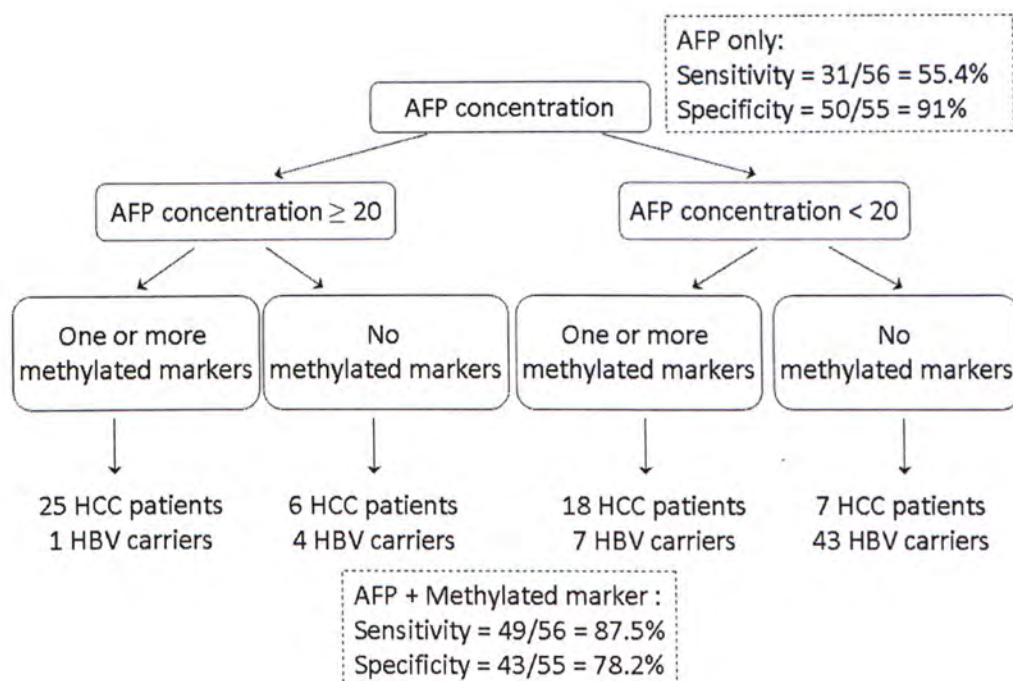 AFP only:
Sensitivity = 31/56 = 55.4%
Specificity = 50/55 = 91%
AFP concentration
AFP concentration ≥ 20
AFP concentration < 20
One or more
methylated markers
No
methylated markers
One or more
methylated markers
No
methylated markers
25 HCC patients
1 HBV carriers
6 HCC patients
4 HBV carriers
18 HCC patients
7 HBV carriers
7 HCC patients
43 HBV carriers
AFP + Methylated marker :
Sensitivity = 49/56 = 87.5%
Specificity = 43/55 = 78.2%